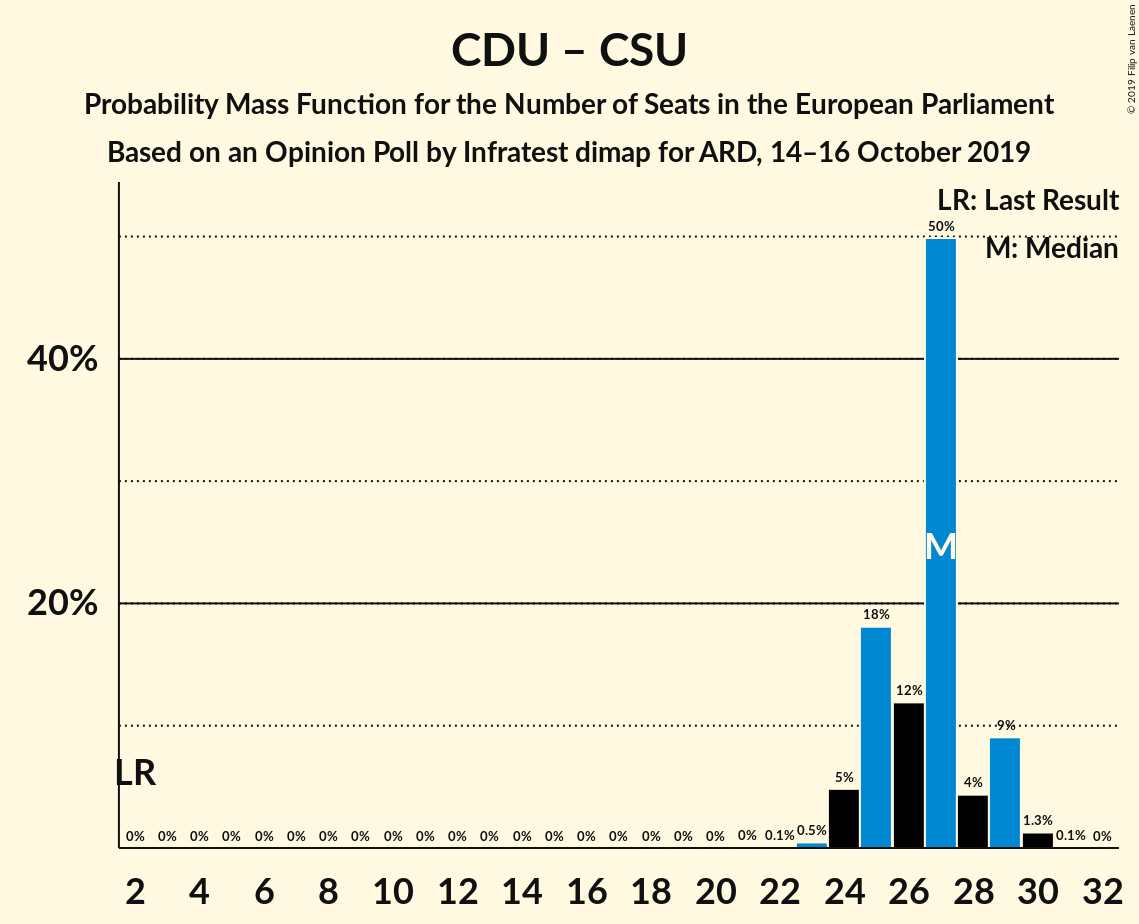 CDU – CSU
Probability Mass Function for the Number of Seats in the European Parliament
Based on an Opinion Poll by Infratest dimap for ARD, 14–16 October 2019
© 2019 Filip van Laenen
LR: Last Result
M: Median
50%
40%
M
20%
18%
12%
9%
LR
5%
4%
0% 0% 0% 0% 0% 0% 0% 0% 0% 0% 0% 0% 0% 0% 0% 0% 0% 0% 0% 0% 0.1% 0.5% 1.3% 0.1% 0%
2 4 6 8 10 12 14 16 18 20 22 24 26 28 30 32